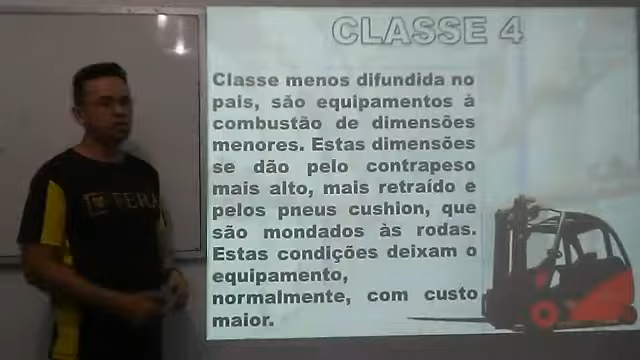 CLASSE 4
Classe menos difundida no
pais, são equipamentos à
combustão de dimensões
menores. Estas dimensões
se dão pelo contrapeso
mais alto, mais retraído e
pelos pneus cushion, que
são mondados às rodas.
Estas condições deixam o
equipamento,
normalmente, com custo
maior.